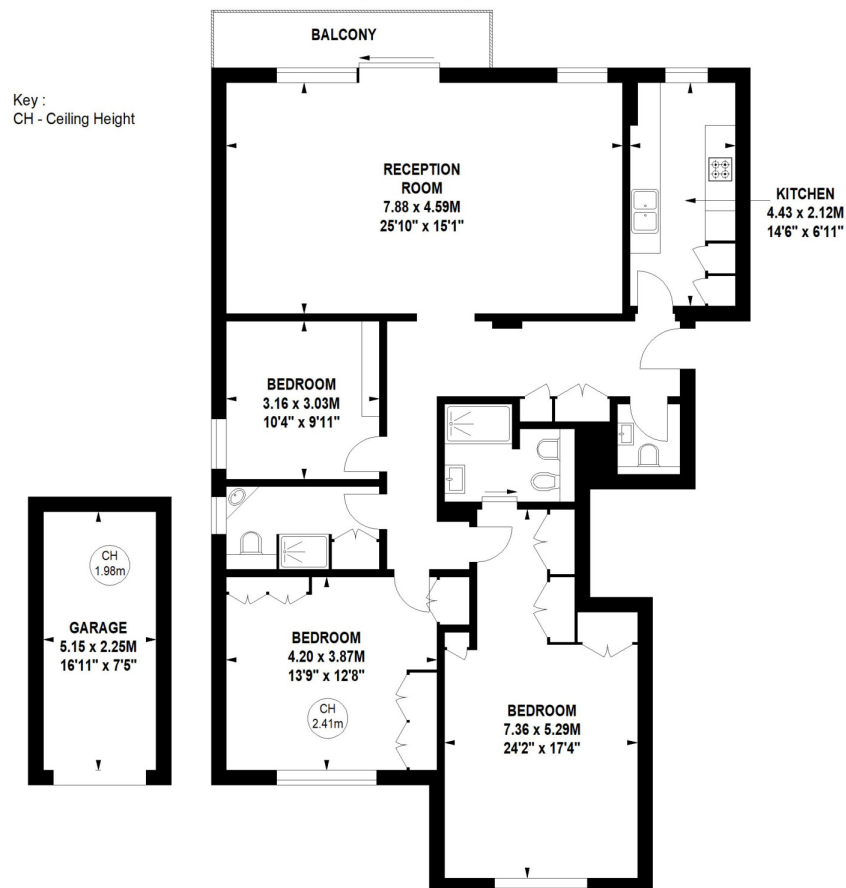 BALCONY
Key :
CH - Ceiling Height
RECEPTION
ROOM
7.88 x 4.59M
25'10" x 15'1"
KITCHEN
4.43 x 2.12M
14'6" x 6'11"
BEDROOM
3.16 x 3.03M
10'4" x 9'11"
CH
1.98m
GARAGE
5.15 x 2.25M
16'11" x 7'5"
BEDROOM
4.20 x 3.87M
13'9" x 12'8"
CH
2.41m
BEDROOM
7.36 x 5.29M
24'2" x 17'4"